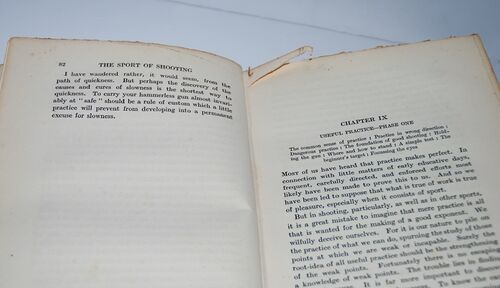 82 THE SPORT OF SHOOTING
I have wandered rather, it would seem, from the
path of quickness. But perhaps the discovery of the
causes and cures of slowness is the shortest way to
quickness. To carry your hammerless gun almost invari-
ably at "safe" should be a rule of custom which a little
practice will prevent from developing into a permanent
excuse for slowness.
CHAPTER IX
USEFUL PRACTICE—PHASE ONE
The common sense of practice; Practice in wrong direction;
Dangerous practice; The foundation of good shooting; Hold-
ing the gun; Where and how to stand; A simple test; The
beginner's target; Focussing the eyes
Most of us have heard that practice makes perfect. In
connection with little matters of early educative days,
frequent, carefully directed, and enforced efforts most
likely have been made to prove this to us. And so we
have been led to suppose that what is true of work is true
of pleasure, especially when it consists of sport.
But in shooting, particularly, as well as in other sports,
it is a great mistake to imagine that mere practice is all
that is wanted for the making of a good exponent. We
wilfully deceive ourselves. For it is our nature to pile on
the practice of what we can do, spurning the study of those
points at which we are weak or incapable. Surely the
root-idea of all useful practice should be the strengthening
of the weak points. Fortunately there is no
a knowledge of weak points. The trouble lies in